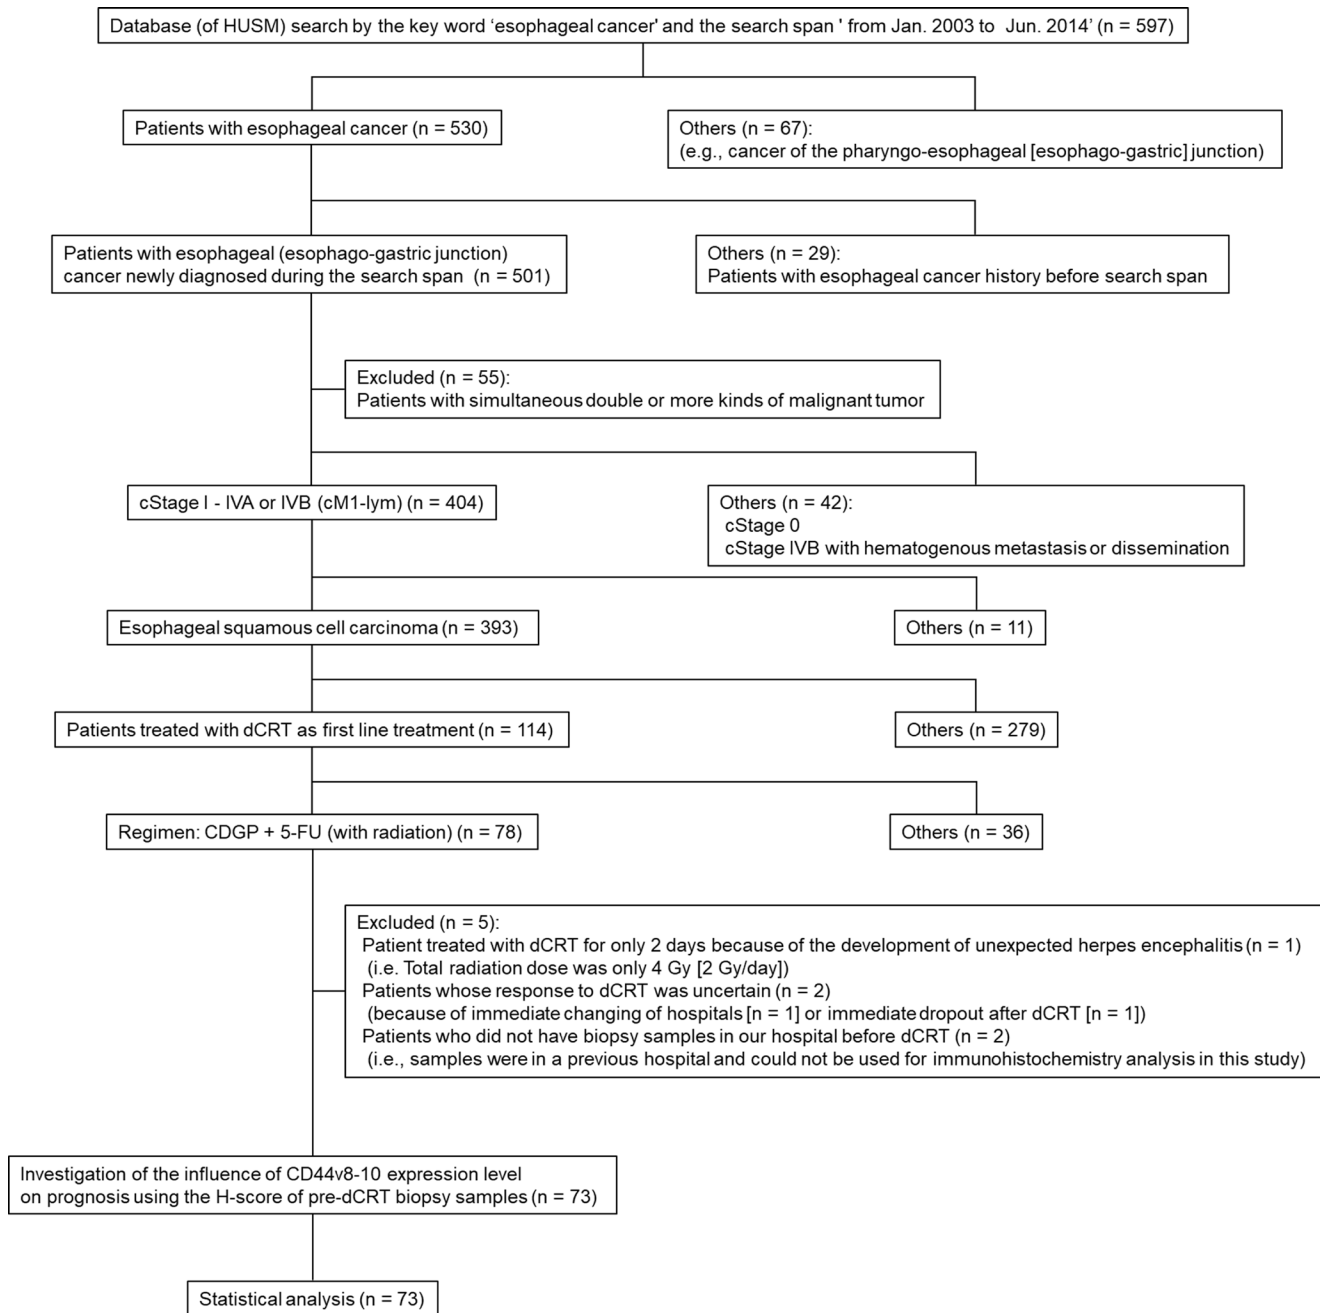 Database (of HUSM) search by the key word ‘esophageal cancer' and the search span ' from Jan. 2003 to Jun. 2014’ (n = 597)
Patients with esophageal cancer (n = 530)
Others (n = 67):
(e.g., cancer of the pharyngo-esophageal [esophago-gastric] junction)
Patients with esophageal (esophago-gastric junction)
cancer newly diagnosed during the search span (n = 501)
Others (n = 29):
Patients with esophageal cancer history before search span
Excluded (n = 55):
Patients with simultaneous double or more kinds of malignant tumor
cStage I - IVA or IVB (cM1-lym) (n = 404)
Others (n = 42):
cStage 0
cStage IVB with hematogenous metastasis or dissemination
Esophageal squamous cell carcinoma (n = 393)
Others (n = 11)
Patients treated with dCRT as first line treatment (n = 114)
Others (n = 279)
Regimen: CDGP + 5-FU (with radiation) (n = 78)
Others (n = 36)
Excluded (n = 5):
Patient treated with dCRT for only 2 days because of the development of unexpected herpes encephalitis (n = 1)
(i.e. Total radiation dose was only 4 Gy [2 Gy/day])
Patients whose response to dCRT was uncertain (n = 2)
(because of immediate changing of hospitals [n = 1] or immediate dropout after dCRT [n = 1])
Patients who did not have biopsy samples in our hospital before dCRT (n = 2)
(i.e., samples were in a previous hospital and could not be used for immunohistochemistry analysis in this study)
Investigation of the influence of CD44v8-10 expression level
on prognosis using the H-score of pre-dCRT biopsy samples (n = 73)
Statistical analysis (n = 73)